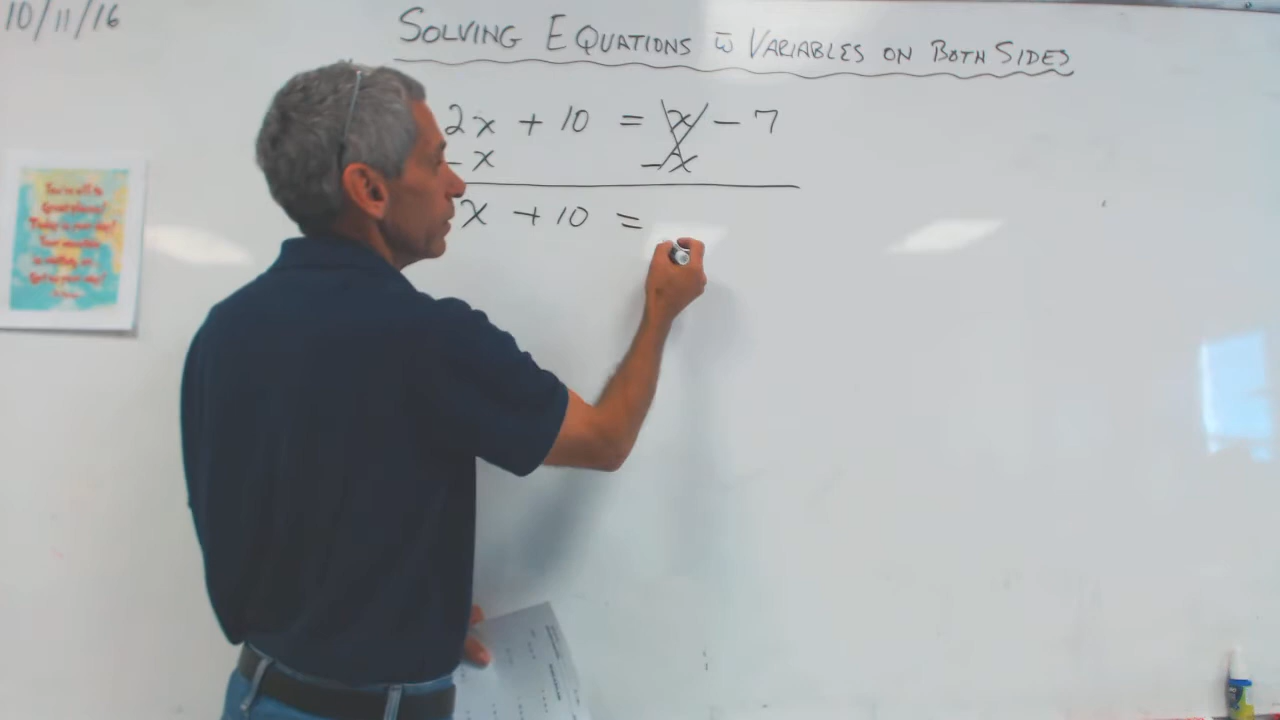 10/11/16
SOLVING EQUATIONS w̅ VARIABLES ON BOTH SIDES
2x + 10 = x - 7
- x - x
x + 10 =